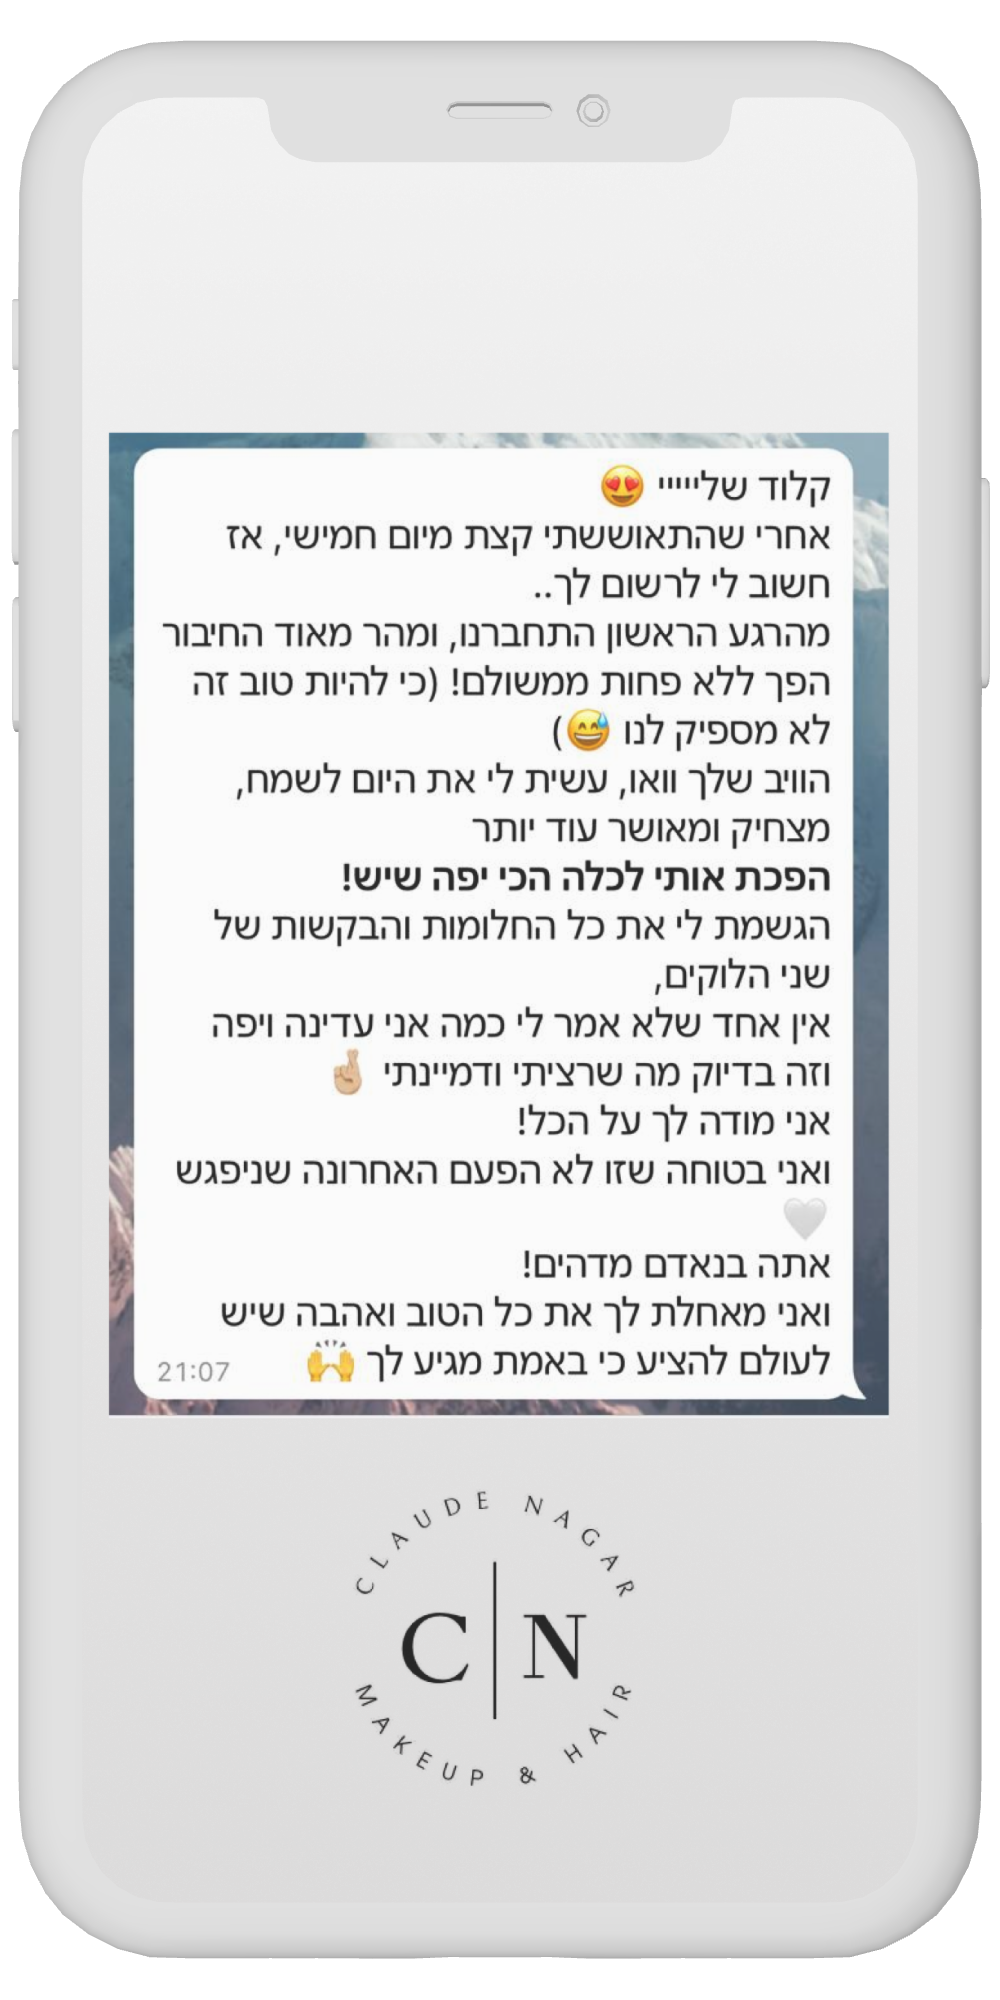 קלוד שלייייי 😍
אחרי שהתאוששתי קצת מיום חמישי, אז
חשוב לי לרשום לך..
מהרגע הראשון התחברנו, ומהר מאוד החיבור
הפך ללא פחות ממשולם! (כי להיות טוב זה
לא מספיק לנו 😅)
הוויב שלך וואו, עשית לי את היום לשמח,
מצחיק ומאושר עוד יותר
הפכת אותי לכלה הכי יפה שיש!
הגשמת לי את כל החלומות והבקשות של
שני הלוקים,
אין אחד שלא אמר לי כמה אני עדינה ויפה
וזה בדיוק מה שרציתי ודמיינתי 🤞🏼
אני מודה לך על הכל!
ואני בטוחה שזו לא הפעם האחרונה שניפגש
🤍
אתה בנאדם מדהים!
ואני מאחלת לך את כל הטוב ואהבה שיש
לעולם להציע כי באמת מגיע לך 🙌
21:07
CLAUDE NAGAR
C|N
MAKEUP & HAIR